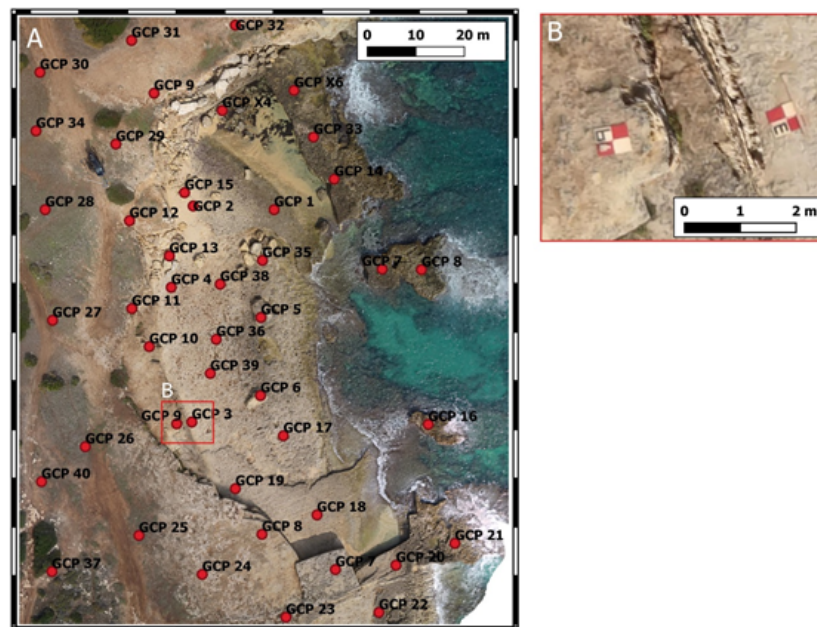 A
GCP 32
GCP 31
0 10 20 m
GCP 30
GCP 9
GCP X6
GCP X4
GCP 34
GCP 33
GCP 29
GCP 14
GCP 15
GCP 28
GCP 2
GCP 1
GCP 12
GCP 13
GCP 35
GCP 7
GCP 8
GCP 4
GCP 38
GCP 11
GCP 5
GCP 27
GCP 10
GCP 36
GCP 39
GCP 6
B
GCP 9
GCP 3
GCP 16
GCP 17
GCP 26
GCP 40
GCP 19
GCP 18
GCP 25
GCP 8
GCP 21
GCP 37
GCP 24
GCP 7
GCP 20
GCP 23
GCP 22
B
0 1 2 m